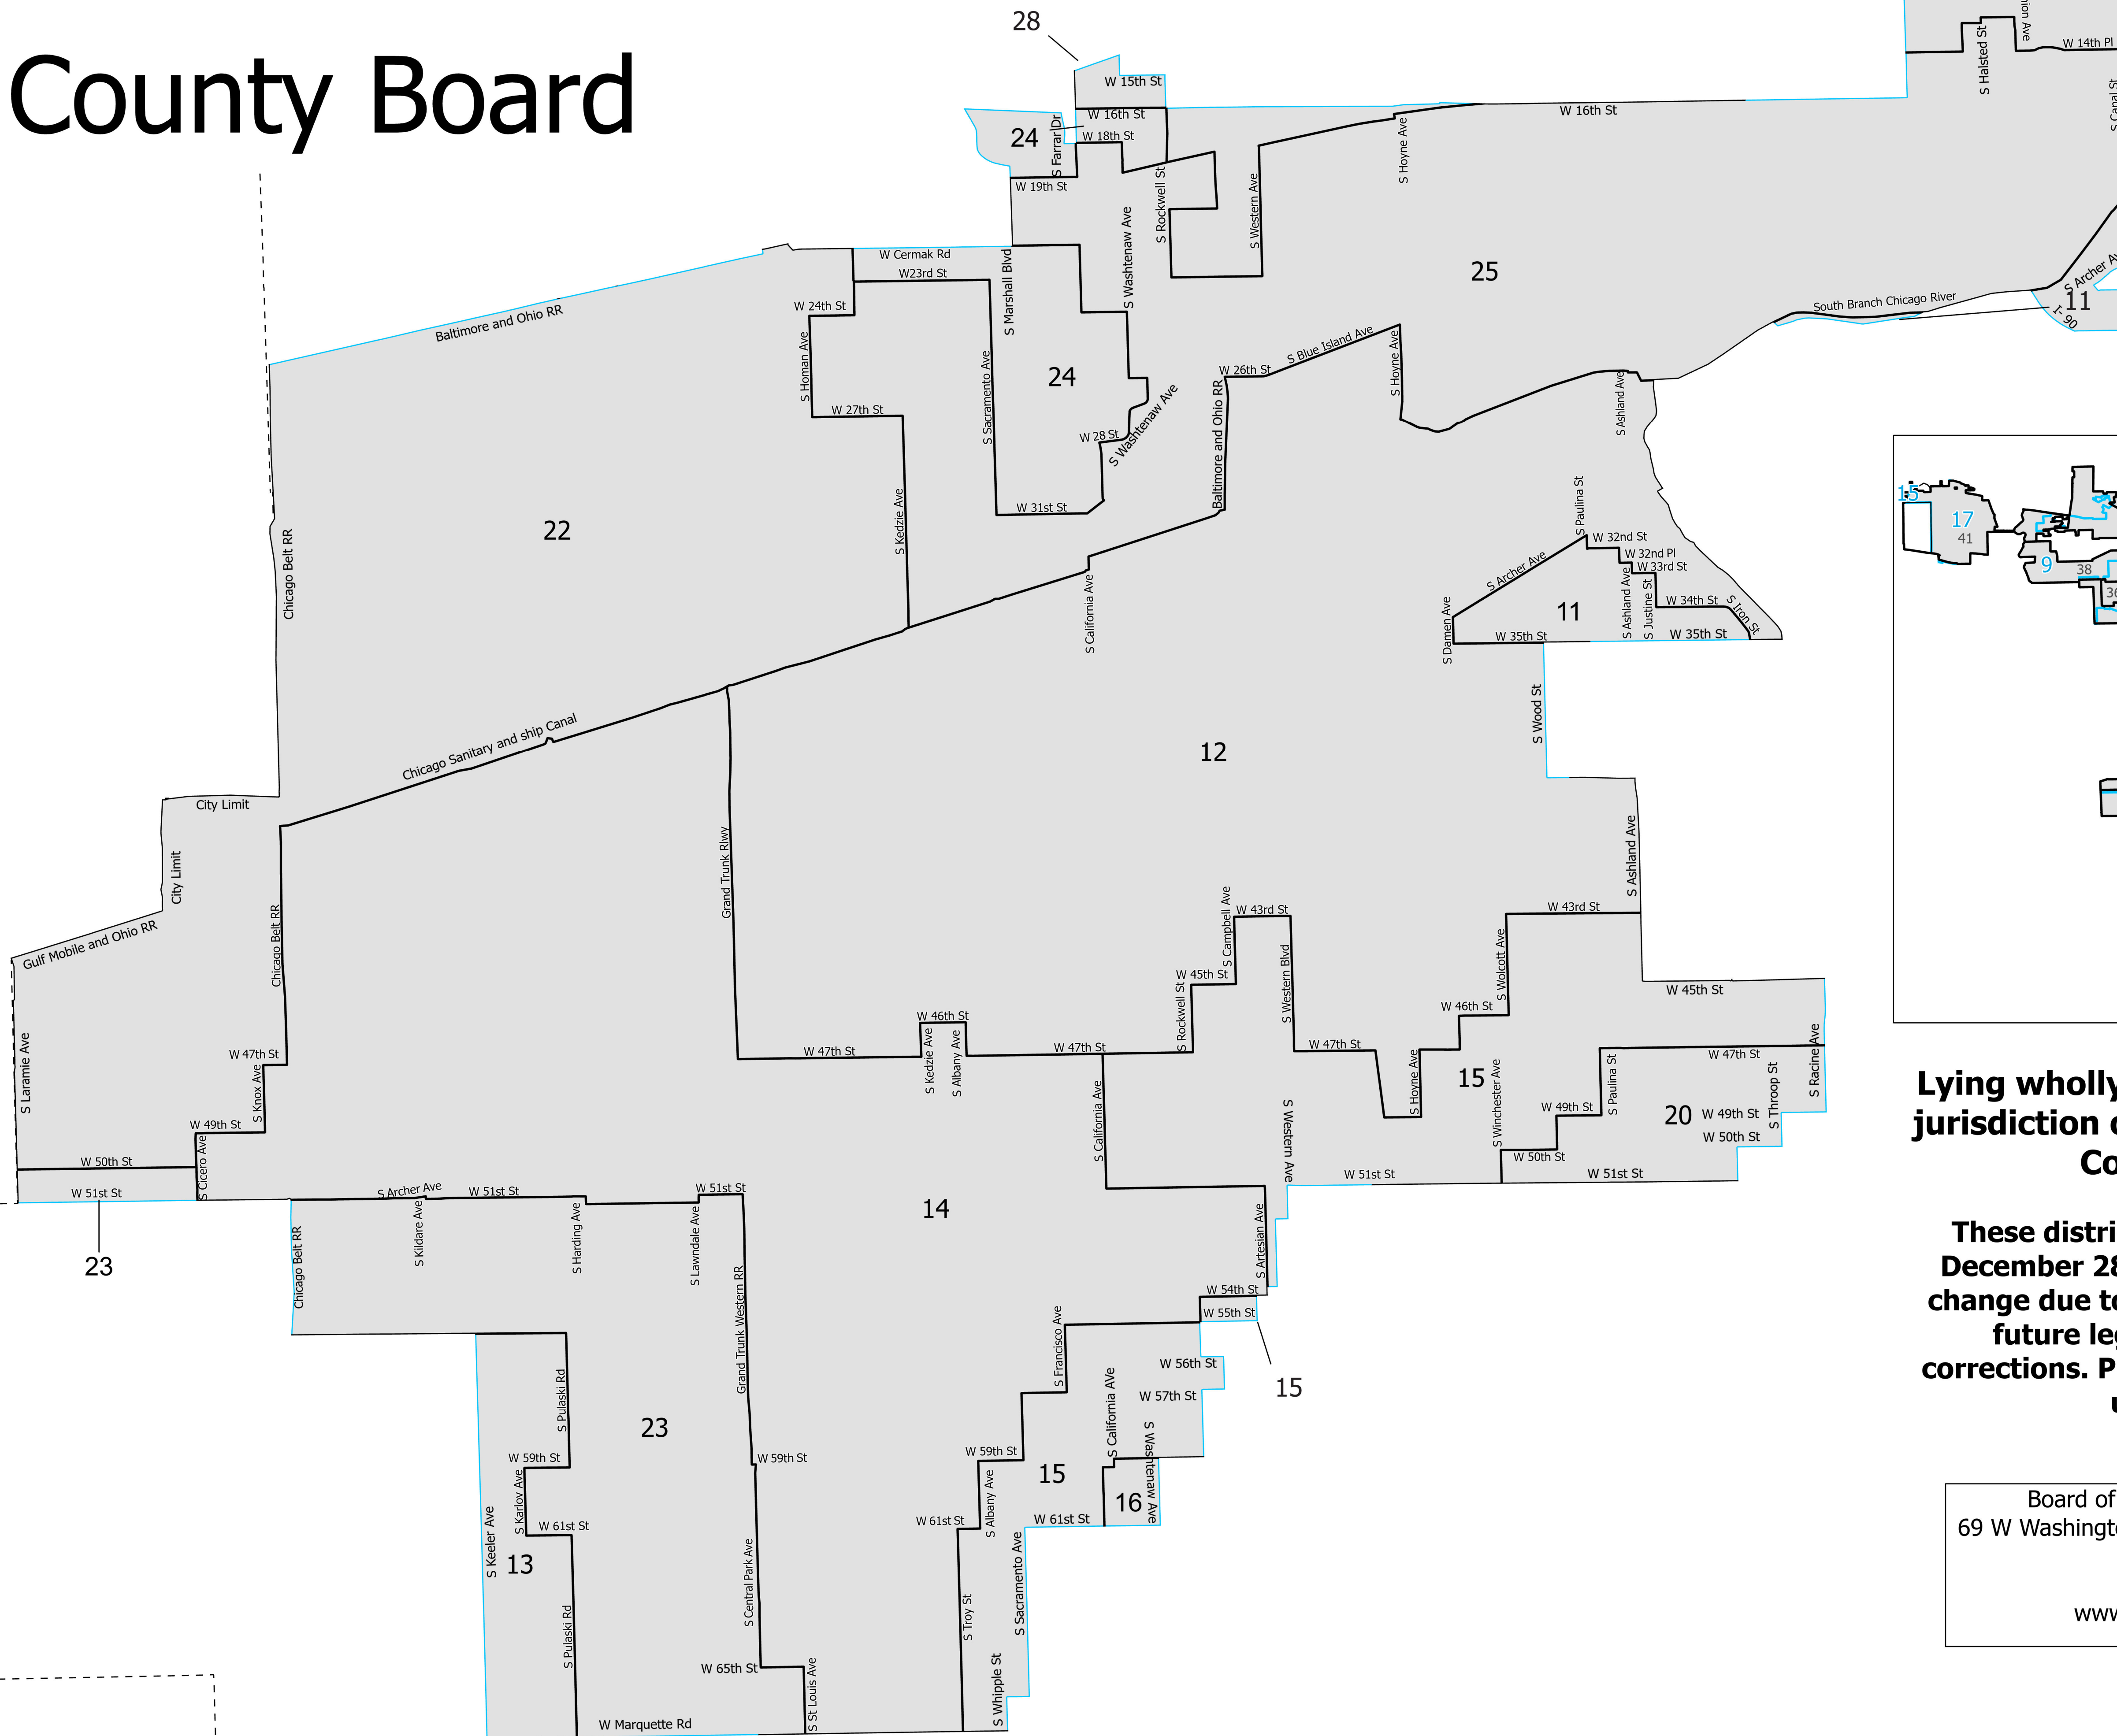 County Board
28
W 15th St
W 16th St
24
S Farrar Dr
W 18th St
W 19th St
S Rockwell St
S Washtenaw Ave
S Western Ave
S Hoyne Ave
W 16th St
S Halsted St
W 14th Pl
25
S Archer
11
I- 90
South Branch Chicago River
W Cermak Rd
W23rd St
S Marshall Blvd
W 24th St
Baltimore and Ohio RR
S Homan Ave
S Sacramento Ave
24
W 27th St
W 28 St
S Washtenaw Ave
W 26th St
S Blue Island Ave
S Hoyne Ave
Baltimore and Ohio RR
S Ashland Ave
W 31st St
S Kedzie Ave
22
Chicago Belt RR
S California Ave
S Paulina St
W 32nd St
W 32nd Pl
W 33rd St
S Archer Ave
W 34th St
S Iron St
11
S Ashland Ave
S Justine St
S Damen Ave
W 35th St
W 35th St
S Wood St
12
Chicago Sanitary and ship Canal
City Limit
City Limit
Gulf Mobile and Ohio RR
Chicago Belt RR
Grand Trunk Rlwy
S Ashland Ave
W 43rd St
S Campbell Ave
W 43rd St
S Wolcott Ave
S Western Blvd
W 45th St
S Rockwell St
W 45th St
W 46th St
W 46th St
S Laramie Ave
W 47th St
S Knox Ave
W 47th St
S Kedzie Ave
S Albany Ave
W 47th St
W 47th St
W 47th St
S Racine Ave
S Hoyne Ave
15
S Winchester Ave
S Paulina St
S Throop St
W 49th St
20
W 49th St
W 50th St
W 49th St
S Cicero Ave
W 50th St
W 50th St
W 51st St
W 51st St
W 51st St
S California Ave
S Western Ave
S Archer Ave
W 51st St
W 51st St
23
S Kildare Ave
S Harding Ave
S Lawndale Ave
14
Chicago Belt RR
Grand Trunk Western RR
S Artesian Ave
W 54th St
W 55th St
S Francisco Ave
W 56th St
15
W 57th St
S California AVe
S Washtenaw Ave
S Pulaski Rd
23
W 59th St
W 59th St
W 59th St
15
16
S Karlov Ave
S Keeler Ave
W 61st St
13
S Albany Ave
W 61st St
W 61st St
S Sacramento Ave
S Central Park Ave
S Pulaski Rd
S Troy St
W 65th St
S St Louis Ave
S Whipple St
W Marquette Rd
15
17
41
9
38
Lying wholly
jurisdiction
Co
These distri
December 28
change due to
future leg
corrections. P
u
Board of
69 W Washingt
www